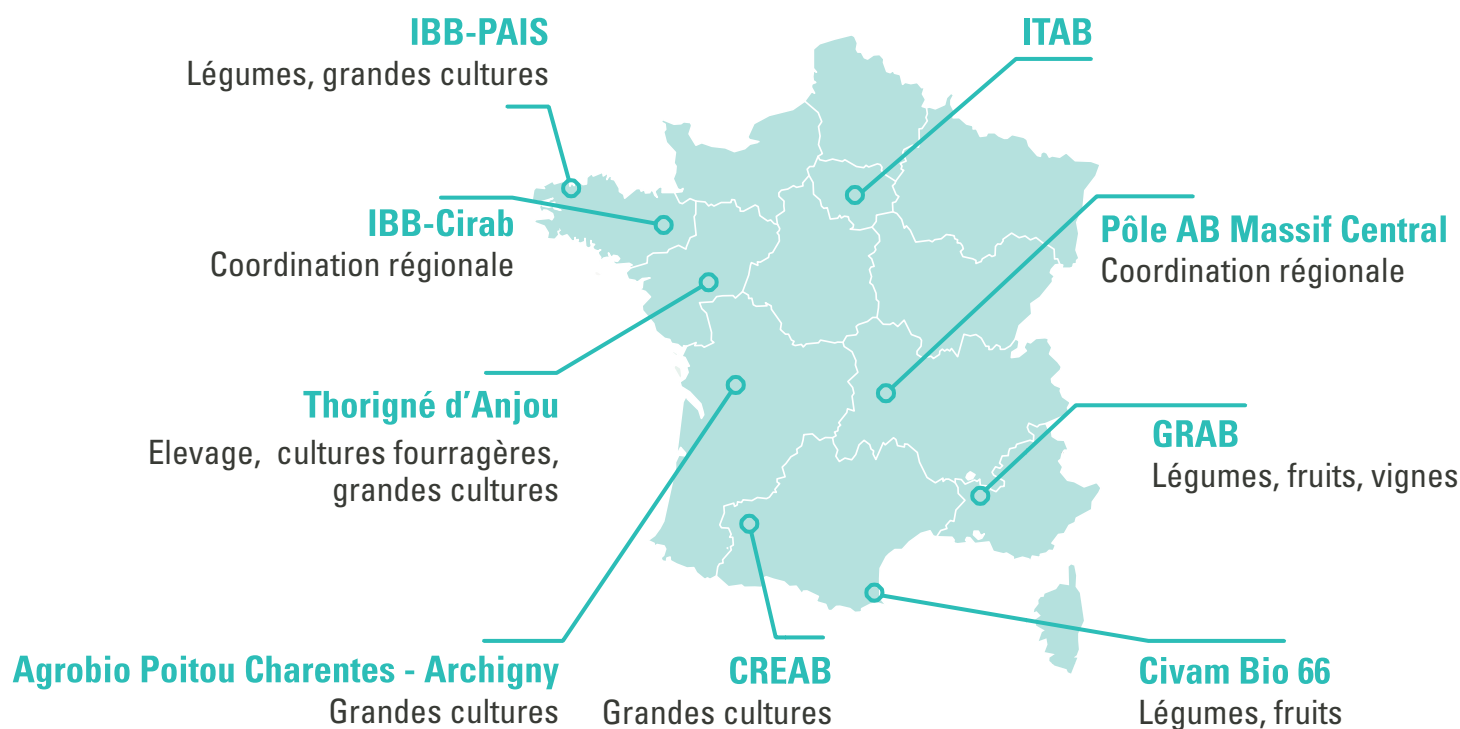 IBB-PAIS
Légumes, grandes cultures
ITAB
IBB-Cirab
Coordination régionale
Pôle AB Massif Central
Coordination régionale
Thorigné d’Anjou
Elevage, cultures fourragères,
grandes cultures
GRAB
Légumes, fruits, vignes
Agrobio Poitou Charentes - Archigny
Grandes cultures
CREAB
Grandes cultures
Civam Bio 66
Légumes, fruits